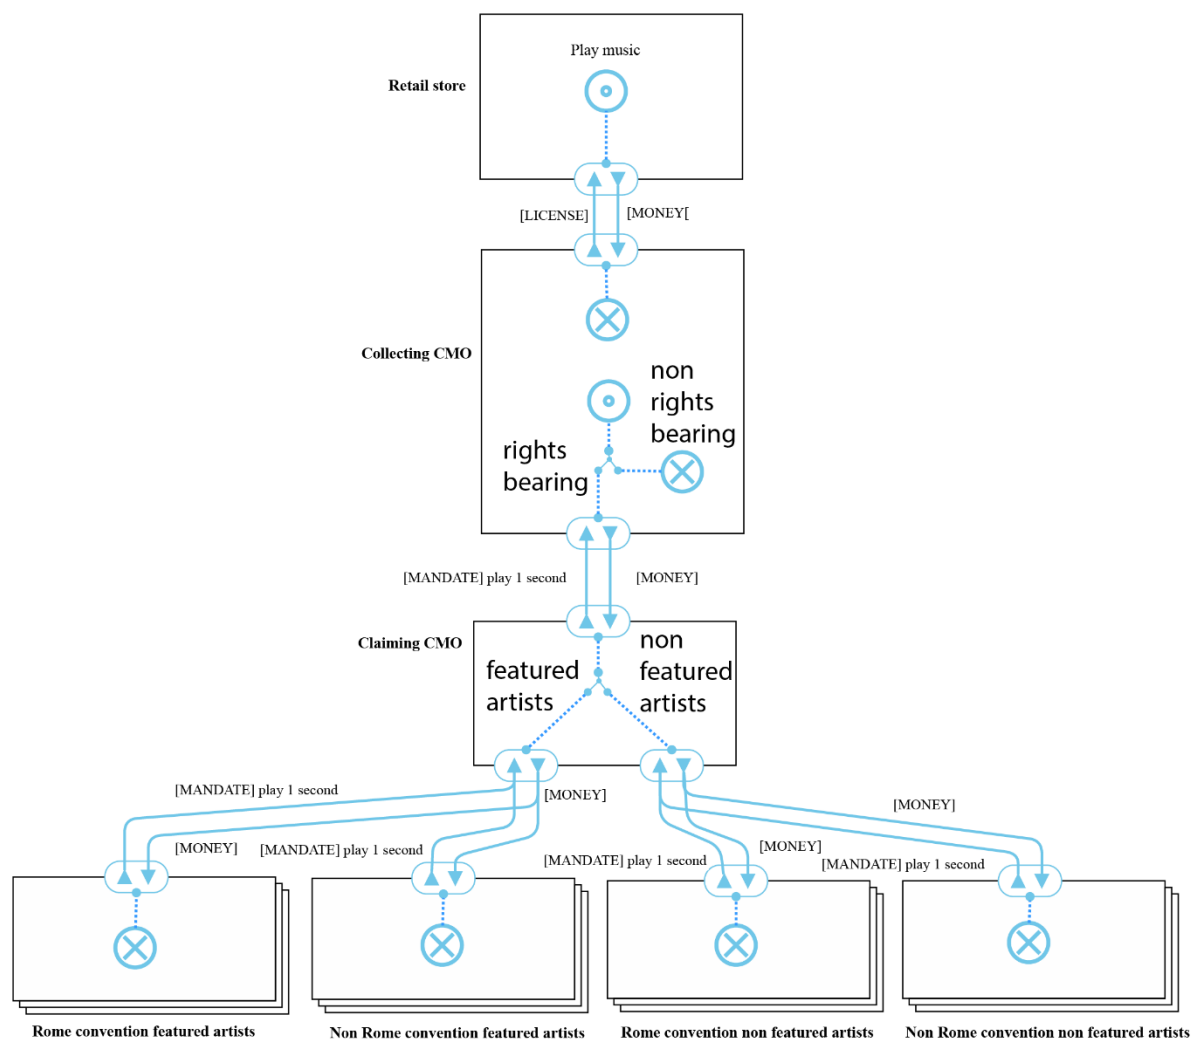 Play music
Retail store
[LICENSE]
[MONEY[
Collecting CMO
non
rights
bearing
rights
bearing
[MANDATE] play 1 second
[MONEY]
Claiming CMO
non
featured
artists
featured
artists
[MANDATE] play 1 second
[MONEY]
[MONEY]
[MONEY]
[MANDATE] play 1 second
[MONEY]
[MANDATE] play 1 second
[MANDATE] play 1 second
Rome convention featured artists
Non Rome convention featured artists
Rome convention non featured artists
Non Rome convention non featured artists